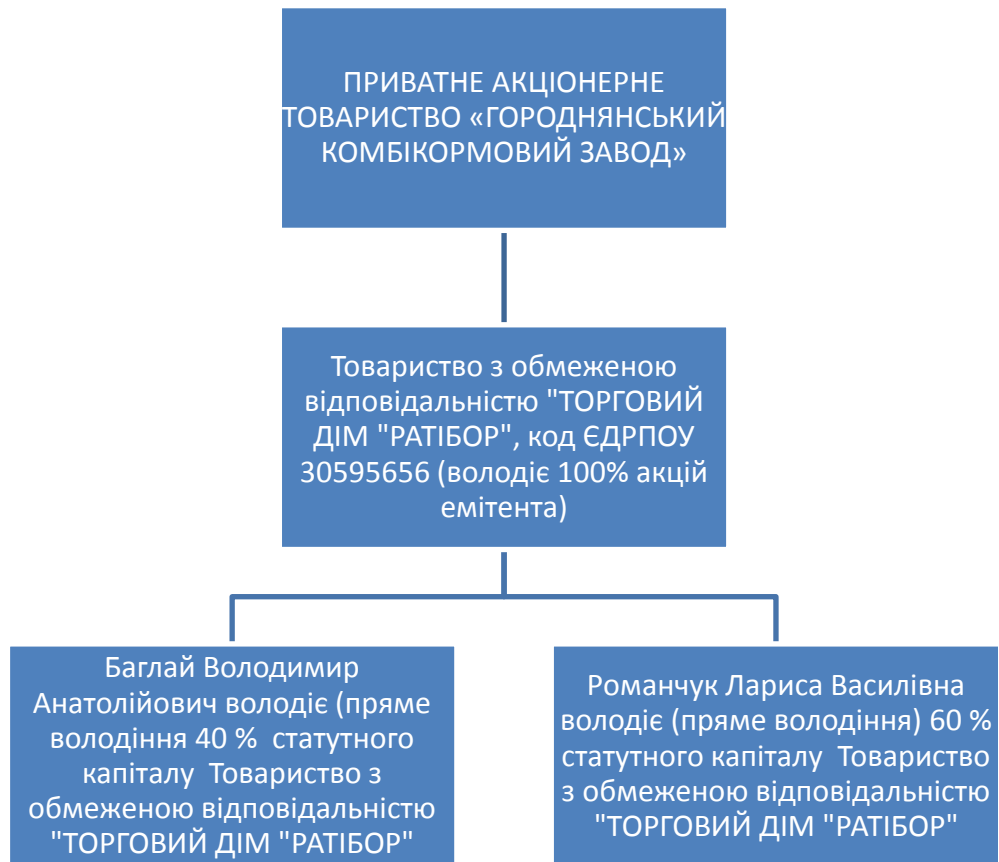 ПРИВАТНЕ АКЦІОНЕРНЕ
ТОВАРИСТВО «ГОРОДНЯНСЬКИЙ
КОМБІКОРМОВИЙ ЗАВОД»
Товариство з обмеженою
відповідальністю "ТОРГОВИЙ
ДІМ "РАТІБОР", код ЄДРПОУ
30595656 (володіє 100% акцій
емітента)
Баглай Володимир
Анатолійович володіє (пряме
володіння 40 % статутного
капіталу Товариство з
обмеженою відповідальністю
"ТОРГОВИЙ ДІМ "РАТІБОР"
Романчук Лариса Василівна
володіє (пряме володіння) 60 %
статутного капіталу Товариство
з обмеженою відповідальністю
"ТОРГОВИЙ ДІМ "РАТІБОР"